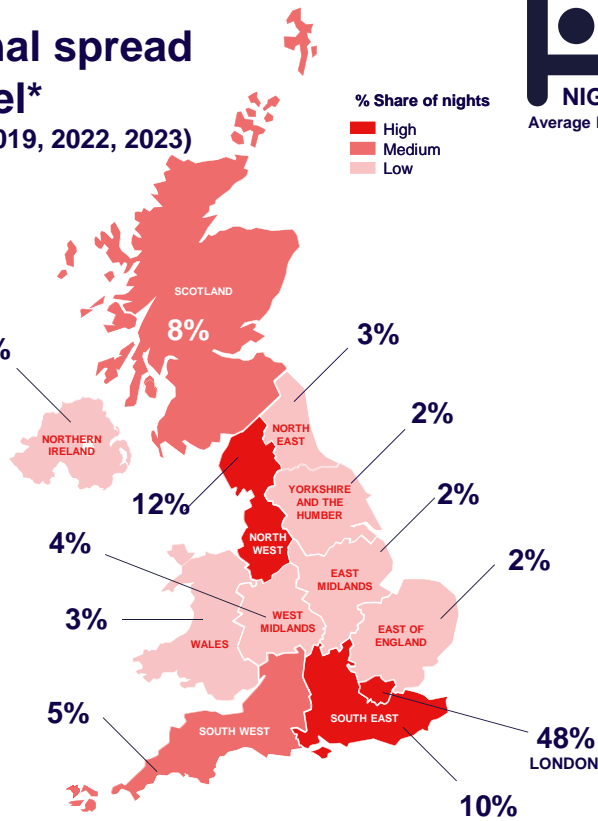 nal spread
el*
019, 2022, 2023)
% Share of nights
High
Medium
Low
NIG
Average
SCOTLAND
8%
3%
%
NORTHERN
IRELAND
NORTH
EAST
2%
YORKSHIRE
AND THE
HUMBER
2%
12%
NORTH
WEST
4%
EAST
MIDLANDS
2%
3%
WEST
MIDLANDS
WALES
EAST OF
ENGLAND
5%
SOUTH WEST
SOUTH EAST
48%
LONDON
10%